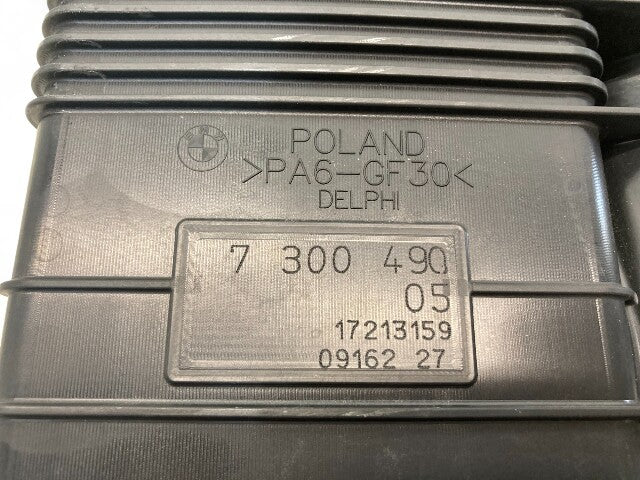 POLAND
>PA6-GF30<
DELPHI
7 300 490
05
17213159
09162 27